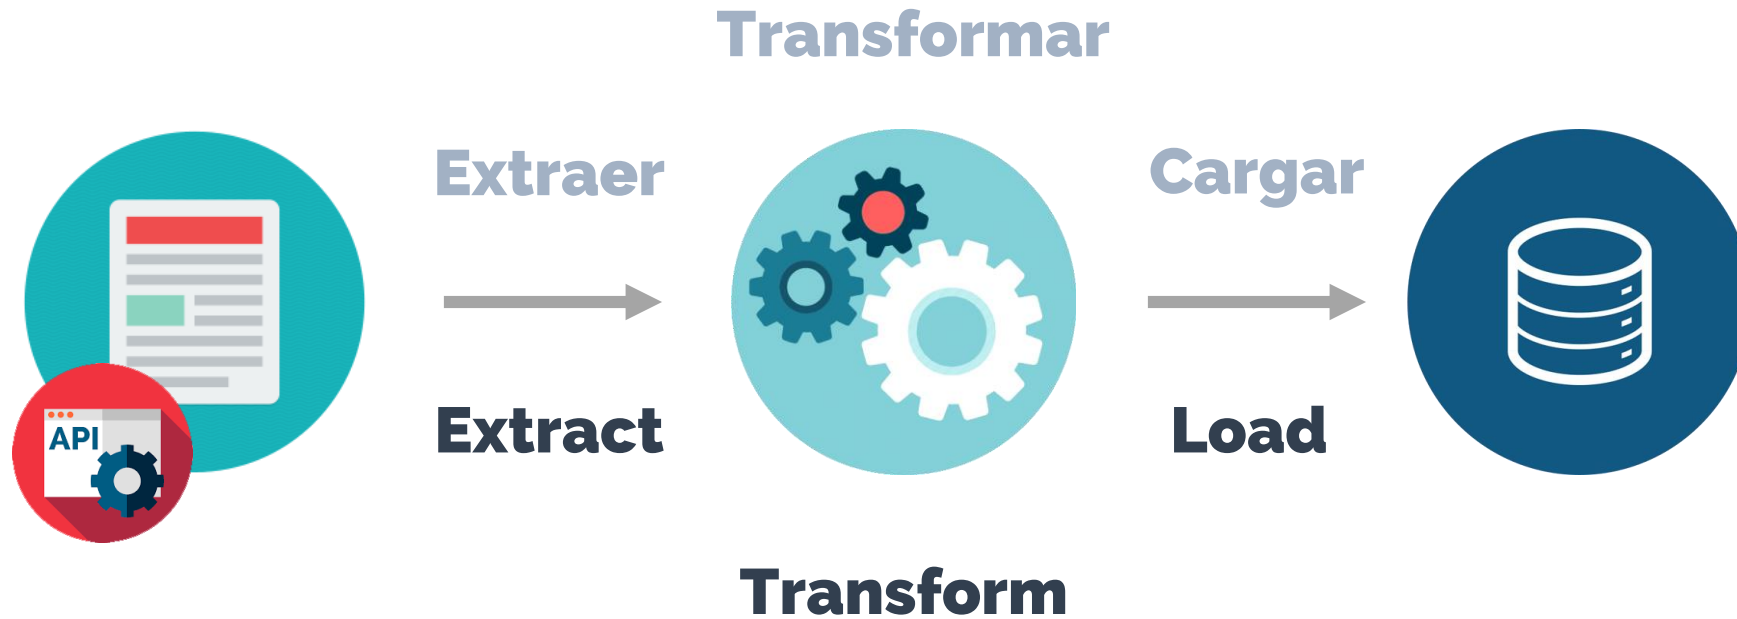 Transformar
Extraer
Cargar
API
Extract
Load
Transform